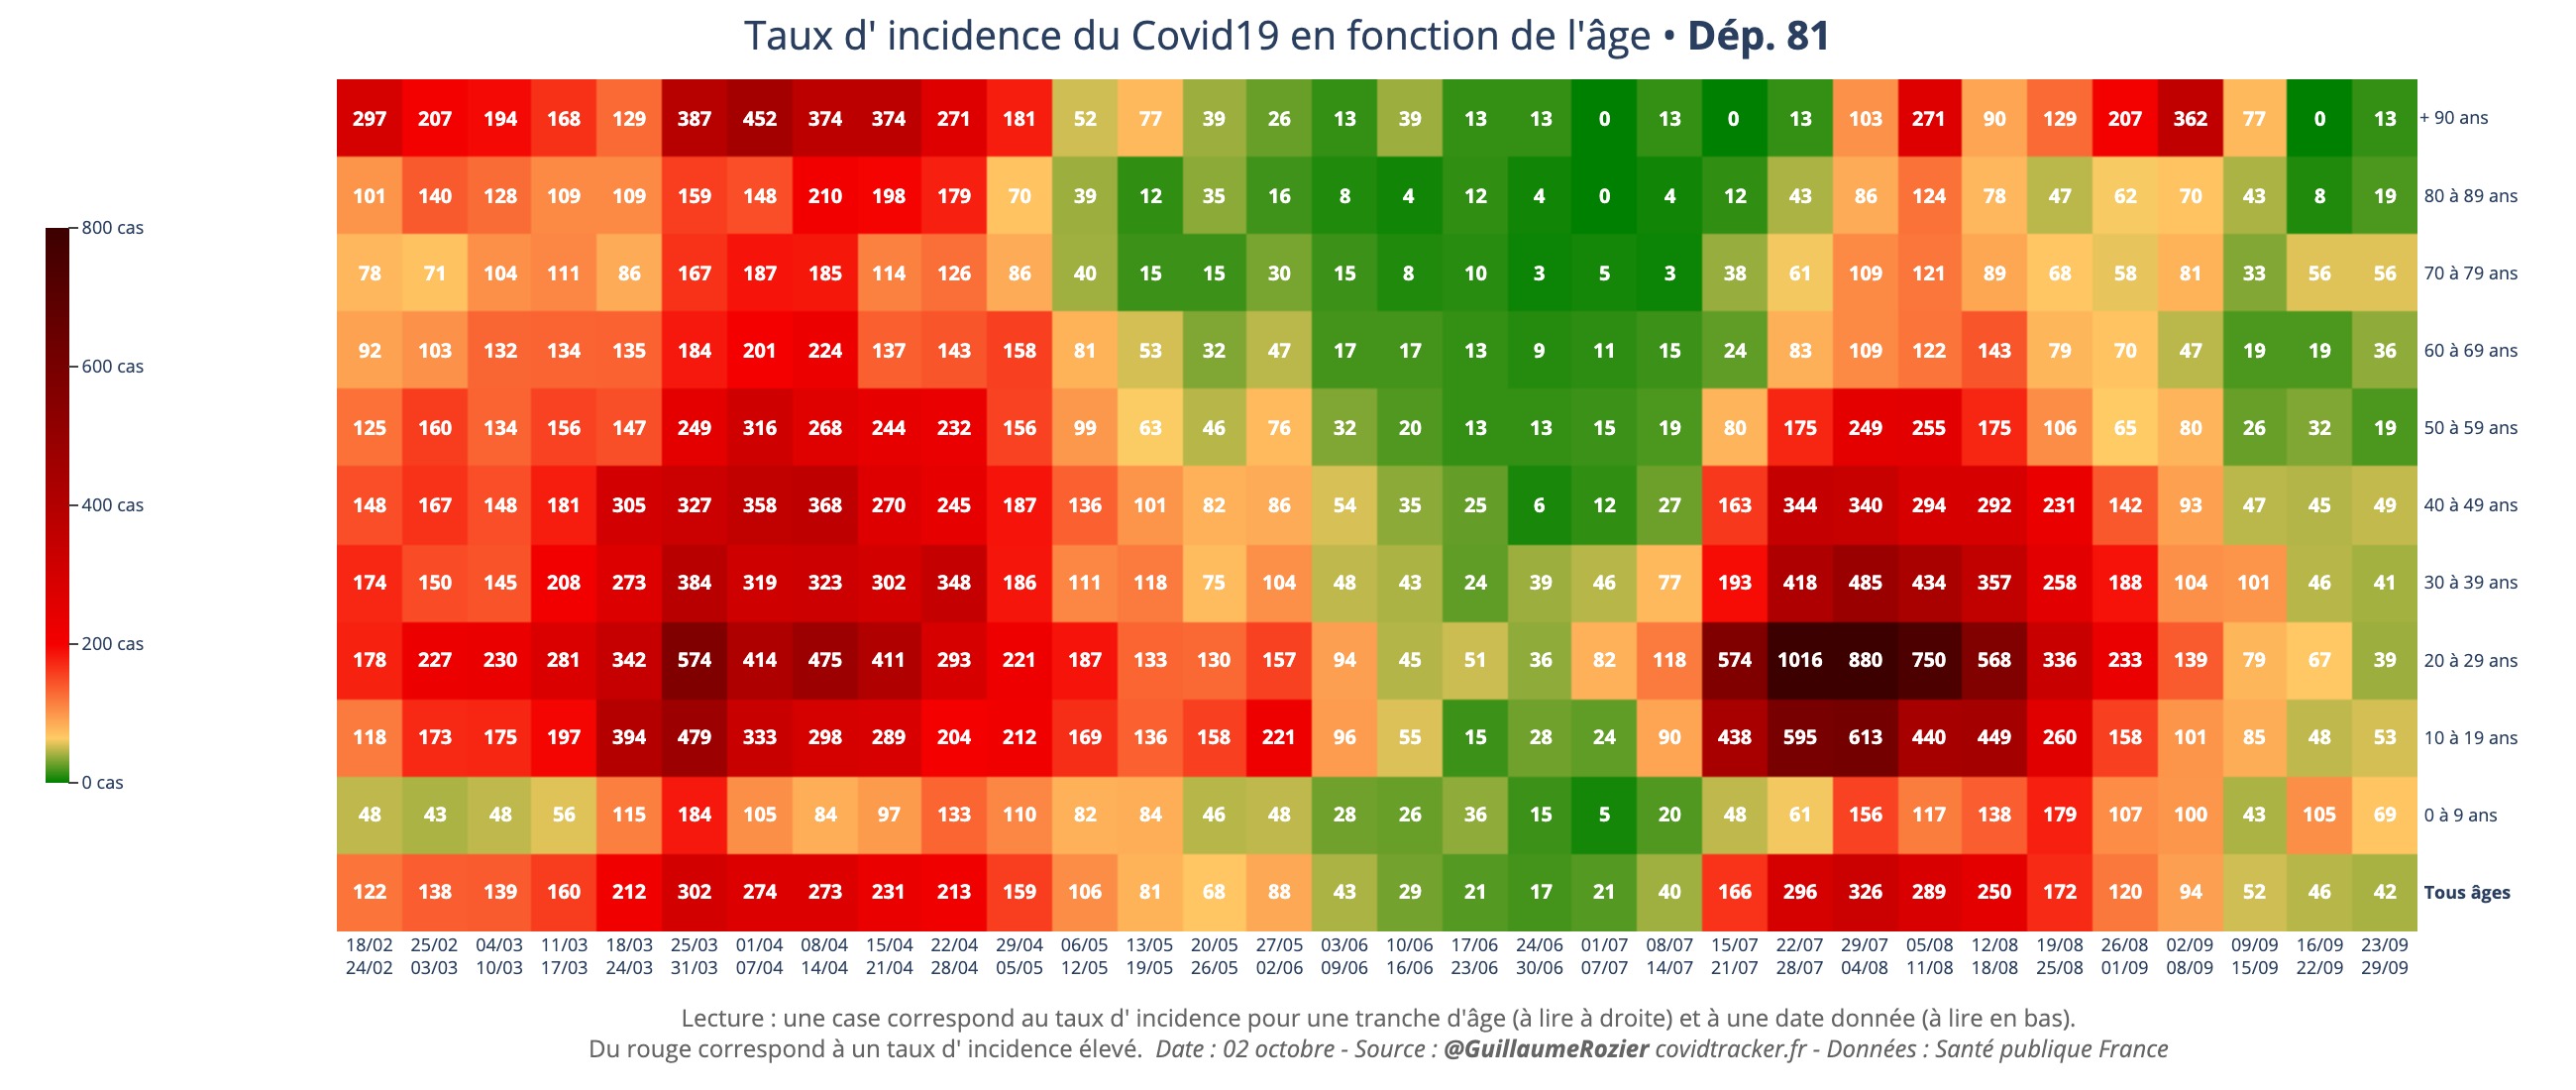 Taux d' incidence du Covid19 en fonction de l'âge • Dép. 81
297 207 194 168 129 387 452 374 374 271 181 52 77 39 26 13 39 13 13 0 13 0 13 103 271 90 129 207 362 77 0 13 + 90 ans
101 140 128 109 109 159 148 210 198 179 70 39 12 35 16 8 4 12 4 0 4 12 43 86 124 78 47 62 70 43 8 19 80 à 89 ans
78 71 104 111 86 167 187 185 114 126 86 40 15 15 30 15 8 10 3 5 3 38 61 109 121 89 68 58 81 33 56 56 70 à 79 ans
92 103 132 134 135 184 201 224 137 143 158 81 53 32 47 17 17 13 9 11 15 24 83 109 122 143 79 70 47 19 19 36 60 à 69 ans
125 160 134 156 147 249 316 268 244 232 156 99 63 46 76 32 20 13 13 15 19 80 175 249 255 175 106 65 80 26 32 19 50 à 59 ans
148 167 148 181 305 327 358 368 270 245 187 136 101 82 86 54 35 25 6 12 27 163 344 340 294 292 231 142 93 47 45 49 40 à 49 ans
174 150 145 208 273 384 319 323 302 348 186 111 118 75 104 48 43 24 39 46 77 193 418 485 434 357 258 188 104 101 46 41 30 à 39 ans
178 227 230 281 342 574 414 475 411 293 221 187 133 130 157 94 45 51 36 82 118 574 1016 880 750 568 336 233 139 79 67 39 20 à 29 ans
118 173 175 197 394 479 333 298 289 204 212 169 136 158 221 96 55 15 28 24 90 438 595 613 440 449 260 158 101 85 48 53 10 à 19 ans
48 43 48 56 115 184 105 84 97 133 110 82 84 46 48 28 26 36 15 5 20 48 61 156 117 138 179 107 100 43 105 69 0 à 9 ans
122 138 139 160 212 302 274 273 231 213 159 106 81 68 88 43 29 21 17 21 40 166 296 326 289 250 172 120 94 52 46 42 Tous âges
18/02 25/02 04/03 11/03 18/03 25/03 01/04 08/04 15/04 22/04 29/04 06/05 13/05 20/05 27/05 03/06 10/06 17/06 24/06 01/07 08/07 15/07 22/07 29/07 05/08 12/08 19/08 26/08 02/09 09/09 16/09 23/09
24/02 03/03 10/03 17/03 24/03 31/03 07/04 14/04 21/04 28/04 05/05 12/05 19/05 26/05 02/06 09/06 16/06 23/06 30/06 07/07 14/07 21/07 28/07 04/08 11/08 18/08 25/08 01/09 08/09 15/09 22/09 29/09
800 cas
600 cas
400 cas
200 cas
0 cas
Lecture : une case correspond au taux d' incidence pour une tranche d'âge (à lire à droite) et à une date donnée (à lire en bas).
Du rouge correspond à un taux d' incidence élevé. Date : 02 octobre - Source : @GuillaumeRozier covidtracker.fr - Données : Santé publique France